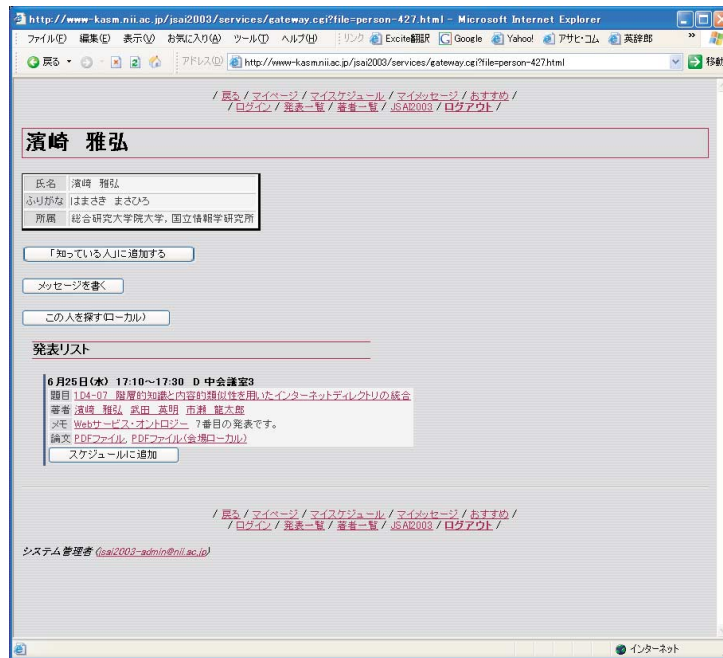 http://www-kasm.nii.ac.jp/jsai2003/services/gateway.cgi?file=person-427.html - Microsoft Internet Explorer
ファイル(F) 編集(E) 表示(V) お気に入り(A) ツール(T) ヘルプ(H) リンク Excite翻訳 Google Yahoo! アサヒ・コム 英辞郎 »
戻る アドレス(D) http://www-kasm.nii.ac.jp/jsai2003/services/gateway.cgi?file=person-427.html 移動
/ 戻る / マイページ / マイスケジュール / マイメッセージ / おすすめ /
/ ログイン / 発表一覧 / 著者一覧 / JSAI2003 / ログアウト /
濱崎 雅弘
氏名 濱崎 雅弘
ふりがな はまさき まさひろ
所属 総合研究大学院大学, 国立情報学研究所
「知っている人」に追加する
メッセージを書く
この人を探す(ローカル)
発表リスト
6月25日(水) 17:10～17:30 D 中会議室3
題目 1D4-07 階層的知識と内容的類似性を用いたインターネットディレクトリの統合
著者 濱崎 雅弘 武田 英明 市瀬 龍太郎
メモ Webサービス・オントロジー 7番目の発表です。
論文 PDFファイル, PDFファイル(会場ローカル)
スケジュールに追加
/ 戻る / マイページ / マイスケジュール / マイメッセージ / おすすめ /
/ ログイン / 発表一覧 / 著者一覧 / JSAI2003 / ログアウト /
システム管理者 (jsai2003-admin@nii.ac.jp)
インターネット